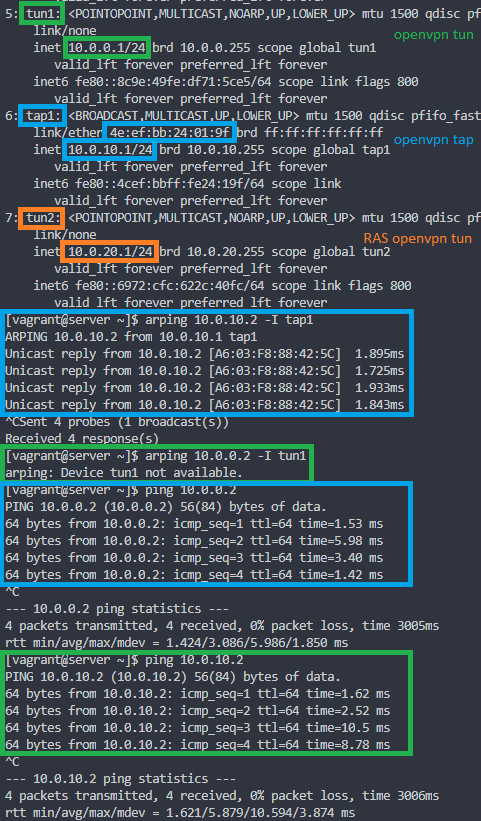 5: tun1: <POINTOPOINT,MULTICAST,NOARP,UP,LOWER_UP> mtu 1500 qdisc pf
link/none
openvpn tun
inet 10.0.0.1/24 brd 10.0.0.255 scope global tun1
valid_lft forever preferred_lft forever
inet6 fe80::8c9e:49fe:df71:5ce5/64 scope link flags 800
valid_lft forever preferred_lft forever
6: tap1: <BROADCAST,MULTICAST,UP,LOWER_UP> mtu 1500 qdisc pfifo_fast
link/ether 4e:ef:bb:24:01:9f brd ff:ff:ff:ff:ff:ff
openvpn tap
inet 10.0.10.1/24 brd 10.0.10.255 scope global tap1
valid_lft forever preferred_lft forever
inet6 fe80::4cef:bbff:fe24:19f/64 scope link
valid_lft forever preferred_lft forever
7: tun2: <POINTOPOINT,MULTICAST,NOARP,UP,LOWER_UP> mtu 1500 qdisc pf
link/none
RAS openvpn tun
inet 10.0.20.1/24 brd 10.0.20.255 scope global tun2
valid_lft forever preferred_lft forever
inet6 fe80::6972:cfc:622c:40fc/64 scope link flags 800
valid_lft forever preferred_lft forever
[vagrant@server ~]$ arping 10.0.10.2 -I tap1
ARPING 10.0.10.2 from 10.0.10.1 tap1
Unicast reply from 10.0.10.2 [A6:03:F8:88:42:5C]  1.895ms
Unicast reply from 10.0.10.2 [A6:03:F8:88:42:5C]  1.725ms
Unicast reply from 10.0.10.2 [A6:03:F8:88:42:5C]  1.933ms
Unicast reply from 10.0.10.2 [A6:03:F8:88:42:5C]  1.843ms
^CSent 4 probes (1 broadcast(s))
Received 4 response(s)
[vagrant@server ~]$ arping 10.0.0.2 -I tun1
arping: Device tun1 not available.
[vagrant@server ~]$ ping 10.0.0.2
PING 10.0.0.2 (10.0.0.2) 56(84) bytes of data.
64 bytes from 10.0.0.2: icmp_seq=1 ttl=64 time=1.53 ms
64 bytes from 10.0.0.2: icmp_seq=2 ttl=64 time=5.98 ms
64 bytes from 10.0.0.2: icmp_seq=3 ttl=64 time=3.40 ms
64 bytes from 10.0.0.2: icmp_seq=4 ttl=64 time=1.42 ms
^C
--- 10.0.0.2 ping statistics ---
4 packets transmitted, 4 received, 0% packet loss, time 3005ms
rtt min/avg/max/mdev = 1.424/3.086/5.986/1.850 ms
[vagrant@server ~]$ ping 10.0.10.2
PING 10.0.10.2 (10.0.10.2) 56(84) bytes of data.
64 bytes from 10.0.10.2: icmp_seq=1 ttl=64 time=1.62 ms
64 bytes from 10.0.10.2: icmp_seq=2 ttl=64 time=2.52 ms
64 bytes from 10.0.10.2: icmp_seq=3 ttl=64 time=10.5 ms
64 bytes from 10.0.10.2: icmp_seq=4 ttl=64 time=8.78 ms
^C
--- 10.0.10.2 ping statistics ---
4 packets transmitted, 4 received, 0% packet loss, time 3006ms
rtt min/avg/max/mdev = 1.621/5.879/10.594/3.874 ms